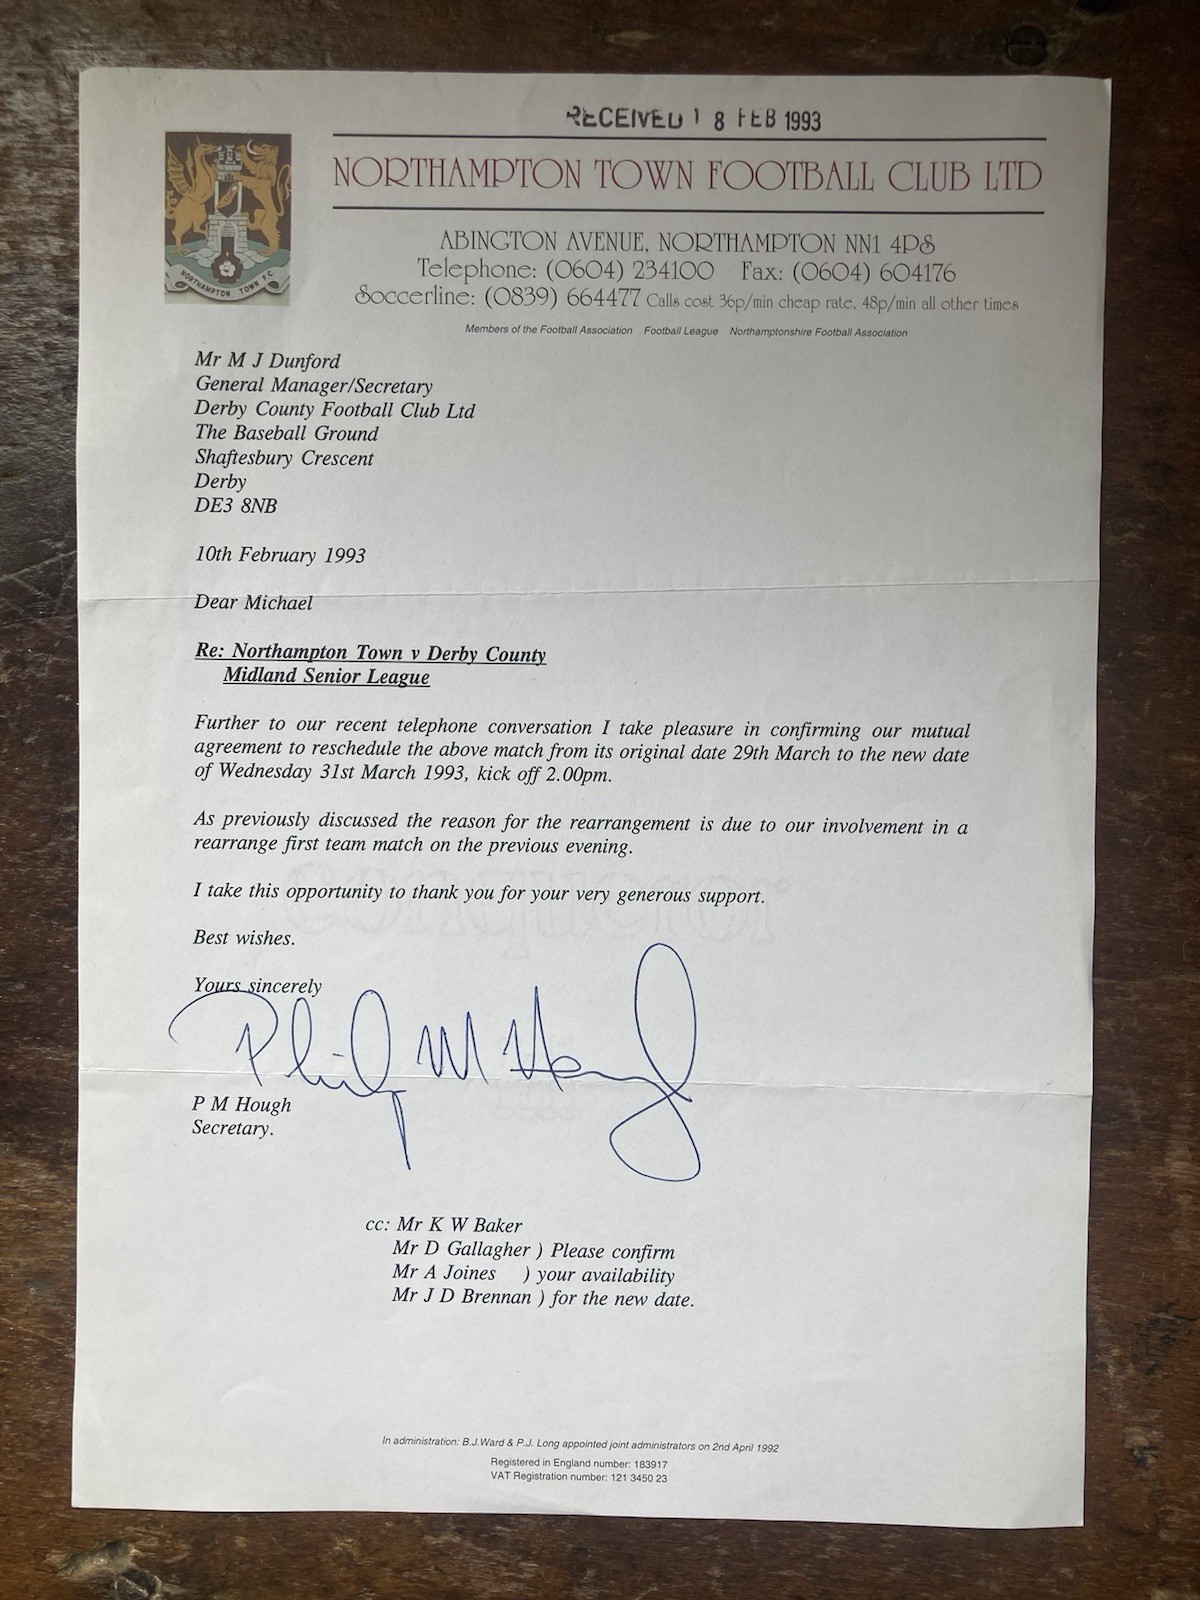 RECEIVED 18 FEB 1993
NORTHAMPTON TOWN FOOTBALL CLUB LTD
NORTHAMPTON TOWN F.C.
ABINGTON AVENUE, NORTHAMPTON NN1 4PS
Telephone: (0604) 234100 Fax: (0604) 604176
Soccerline: (0839) 664477 Calls cost 36p/min cheap rate, 48p/min all other times
Members of the Football Association Football League Northamptonshire Football Association
Mr M J Dunford
General Manager/Secretary
Derby County Football Club Ltd
The Baseball Ground
Shaftesbury Crescent
Derby
DE3 8NB
10th February 1993
Dear Michael
Re: Northampton Town v Derby County
Midland Senior League
Further to our recent telephone conversation I take pleasure in confirming our mutual
agreement to reschedule the above match from its original date 29th March to the new date
of Wednesday 31st March 1993, kick off 2.00pm.
As previously discussed the reason for the rearrangement is due to our involvement in a
rearrange first team match on the previous evening.
I take this opportunity to thank you for your very generous support.
Best wishes.
Yours sincerely
Philip M Hough
P M Hough
Secretary.
cc: Mr K W Baker
Mr D Gallagher ) Please confirm
Mr A Joines ) your availability
Mr J D Brennan ) for the new date.
In administration: B.J.Ward & P.J. Long appointed joint administrators on 2nd April 1992
Registered in England number: 183917
VAT Registration number: 121 3450 23